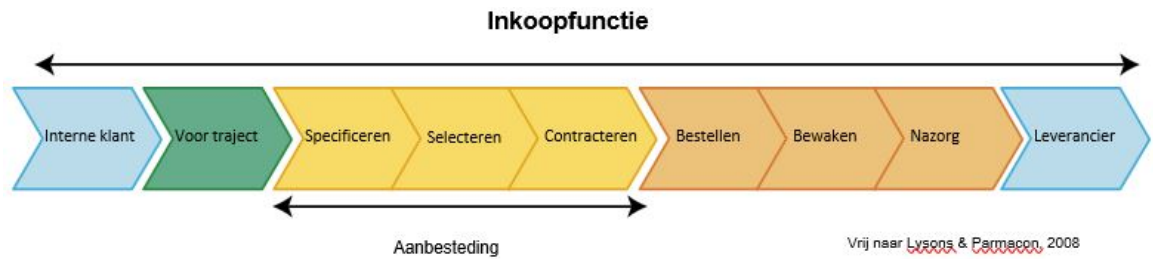 Inkoopfunctie
Interne klant
Voor traject
Specificeren
Selecteren
Contracteren
Bestellen
Bewaken
Nazorg
Leverancier
Aanbesteding
Vrij naar Lysons & Parmacon, 2008